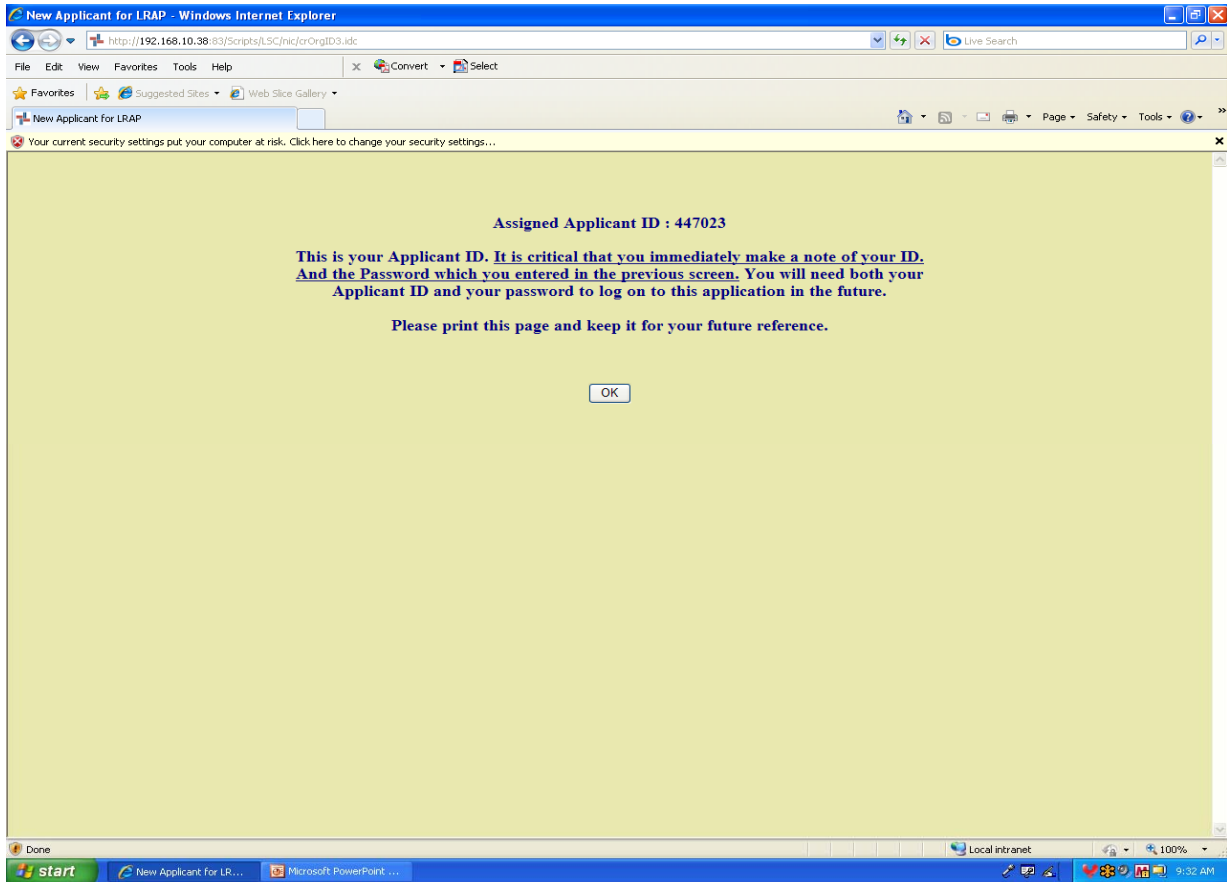 New Applicant for LRAP - Windows Internet Explorer
http://192.168.10.38:83/Scripts/LSC/nic/crOrgID3.idc
Live Search
File Edit View Favorites Tools Help
x Convert Select
Favorites Suggested Sites Web Slice Gallery
New Applicant for LRAP
Page Safety Tools »
Your current security settings put your computer at risk. Click here to change your security settings...
Assigned Applicant ID : 447023
This is your Applicant ID. It is critical that you immediately make a note of your ID.
And the Password which you entered in the previous screen. You will need both your
Applicant ID and your password to log on to this application in the future.
Please print this page and keep it for your future reference.
OK
Done
Local intranet
100%
start
New Applicant for LR...
Microsoft PowerPoint ...
9:32 AM